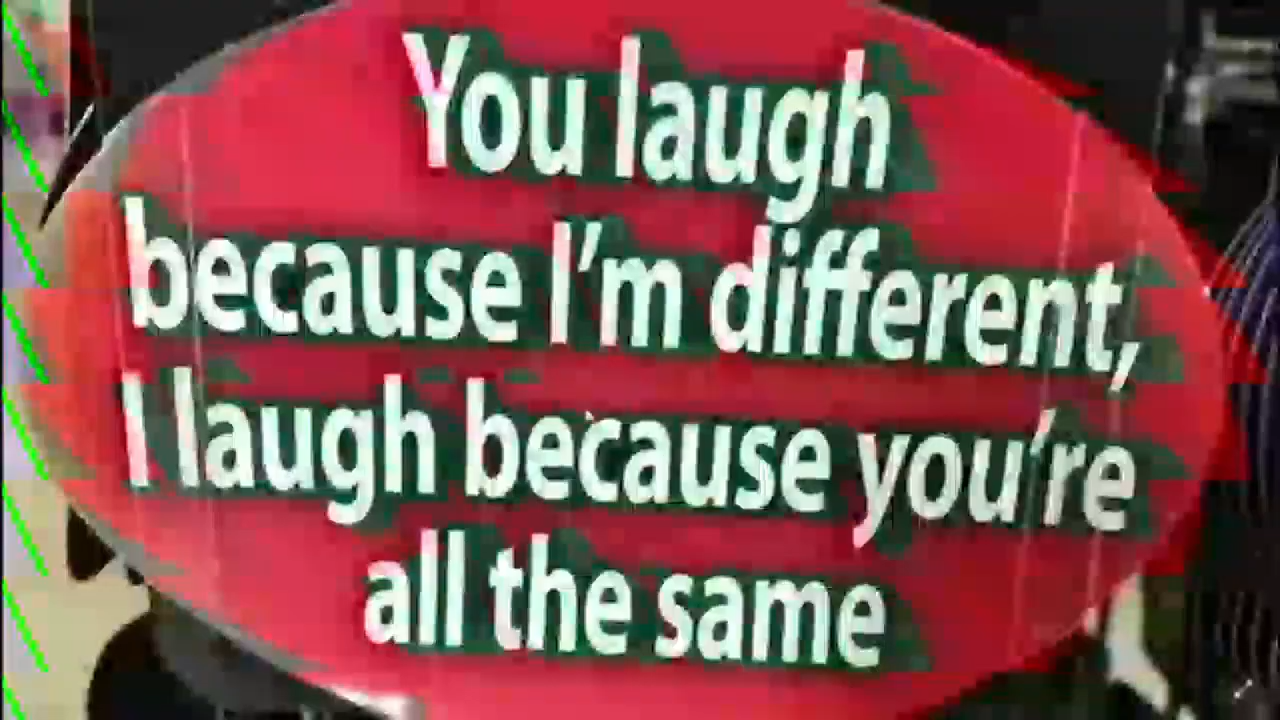 You laugh
because I'm different,
I laugh because you're
all the same